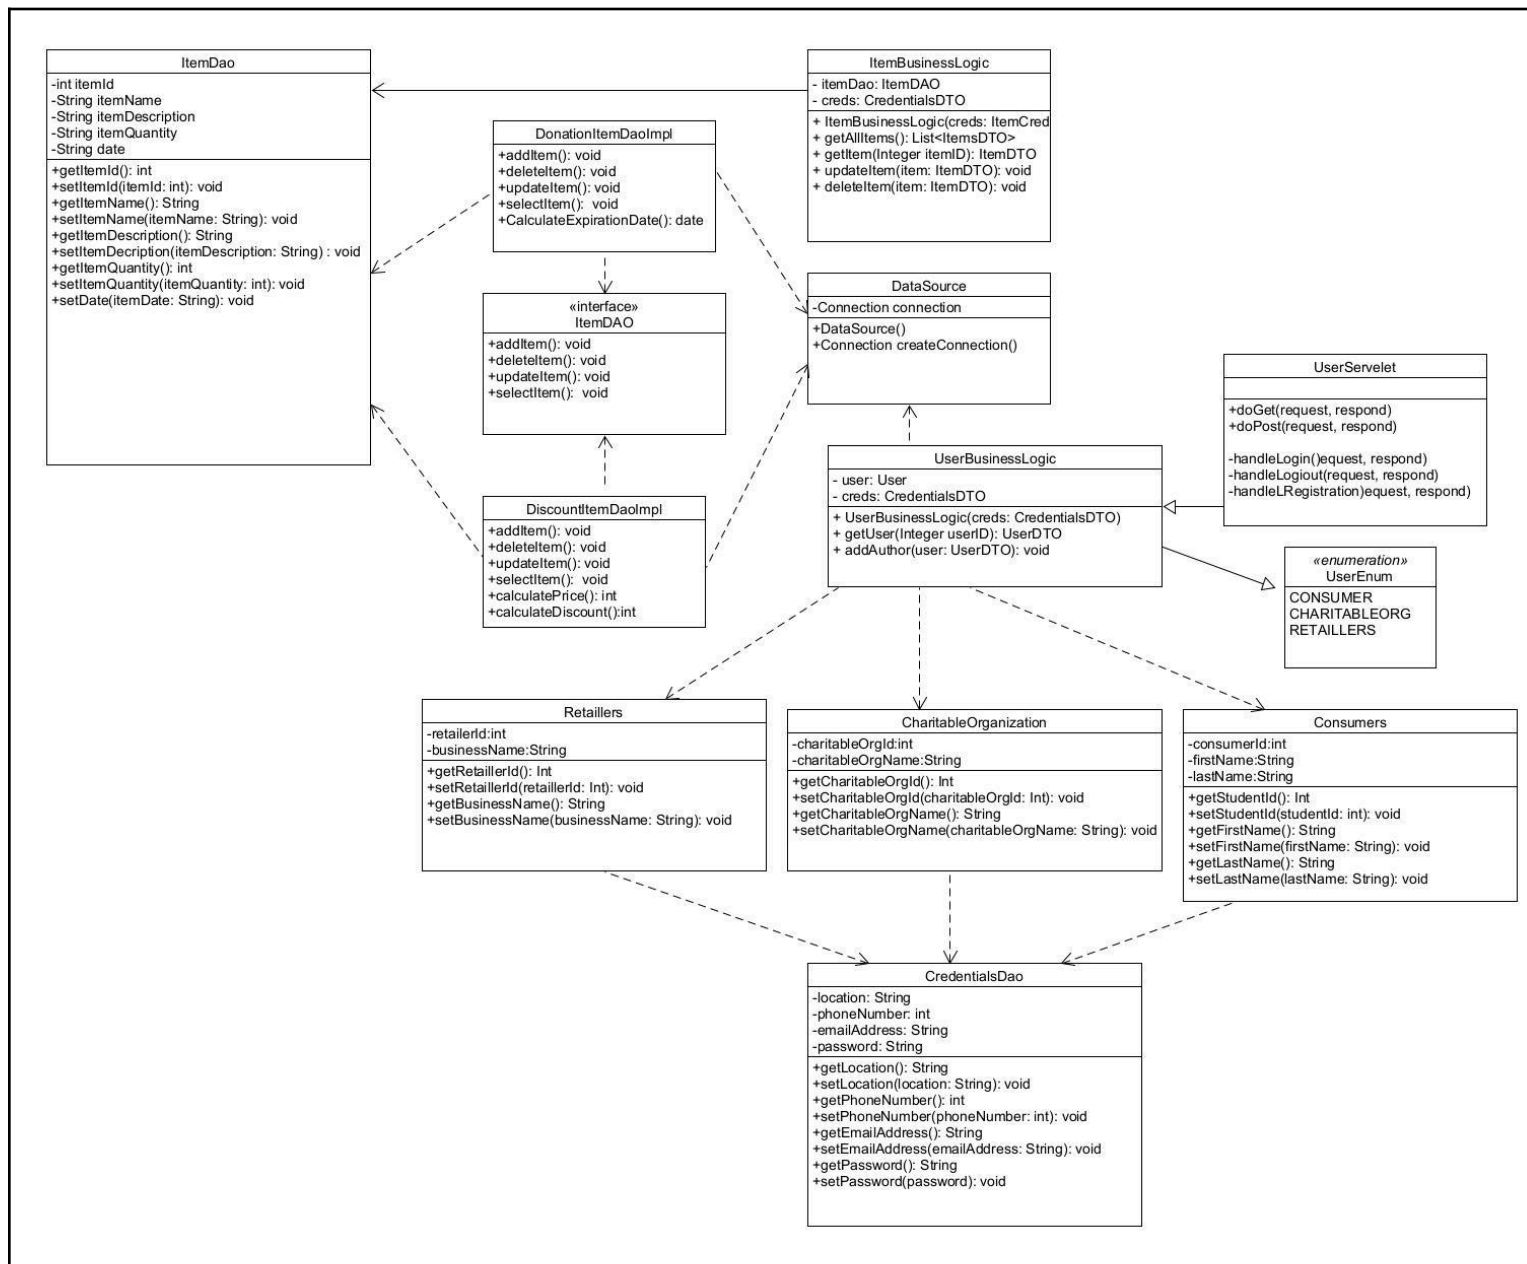 ItemDao
-int itemId
-String itemName
-String itemDescription
-String itemQuantity
-String date
+getItemId(): int
+setItemId(itemId: int): void
+getItemName(): String
+setItemName(itemName: String): void
+getItemDescription(): String
+setItemDecription(itemDescription: String) : void
+getItemQuantity(): int
+setItemQuantity(itemQuantity: int): void
+setDate(itemDate: String): void
ItemBusinessLogic
- itemDao: ItemDAO
- creds: CredentialsDTO
+ ItemBusinessLogic(creds: ItemCred
+ getAllItems(): List<ItemsDTO>
+ getItem(Integer itemID): ItemDTO
+ updateItem(item: ItemDTO): void
+ deleteItem(item: ItemDTO): void
DonationItemDaoImpl
+addItem(): void
+deleteItem(): void
+updateItem(): void
+selectItem():  void
+CalculateExpirationDate(): date
«interface»
ItemDAO
+addItem(): void
+deleteItem(): void
+updateItem(): void
+selectItem():  void
DataSource
-Connection connection
+DataSource()
+Connection createConnection()
UserServelet
+doGet(request, respond)
+doPost(request, respond)
-handleLogin()equest, respond)
-handleLogiout(request, respond)
-handleLRegistration)equest, respond)
UserBusinessLogic
- user: User
- creds: CredentialsDTO
+ UserBusinessLogic(creds: CredentialsDTO)
+ getUser(Integer userID): UserDTO
+ addAuthor(user: UserDTO): void
DiscountItemDaoImpl
+addItem(): void
+deleteItem(): void
+updateItem(): void
+selectItem():  void
+calculatePrice(): int
+calculateDiscount():int
«enumeration»
UserEnum
CONSUMER
CHARITABLEORG
RETAILLERS
Retaillers
-retailerId:int
-businessName:String
+getRetaillerId(): Int
+setRetaillerId(retaillerId: Int): void
+getBusinessName(): String
+setBusinessName(businessName: String): void
CharitableOrganization
-charitableOrgId:int
-charitableOrgName:String
+getCharitableOrgId(): Int
+setCharitableOrgId(charitableOrgId: Int): void
+getCharitableOrgName(): String
+setCharitableOrgName(charitableOrgName: String): void
Consumers
-consumerId:int
-firstName:String
-lastName:String
+getStudentId(): Int
+setStudentId(studentId: int): void
+getFirstName(): String
+setFirstName(firstName: String): void
+getLastName(): String
+setLastName(lastName: String): void
CredentialsDao
-location: String
-phoneNumber: int
-emailAddress: String
-password: String
+getLocation(): String
+setLocation(location: String): void
+getPhoneNumber(): int
+setPhoneNumber(phoneNumber: int): void
+getEmailAddress(): String
+setEmailAddress(emailAddress: String): void
+getPassword(): String
+setPassword(password): void